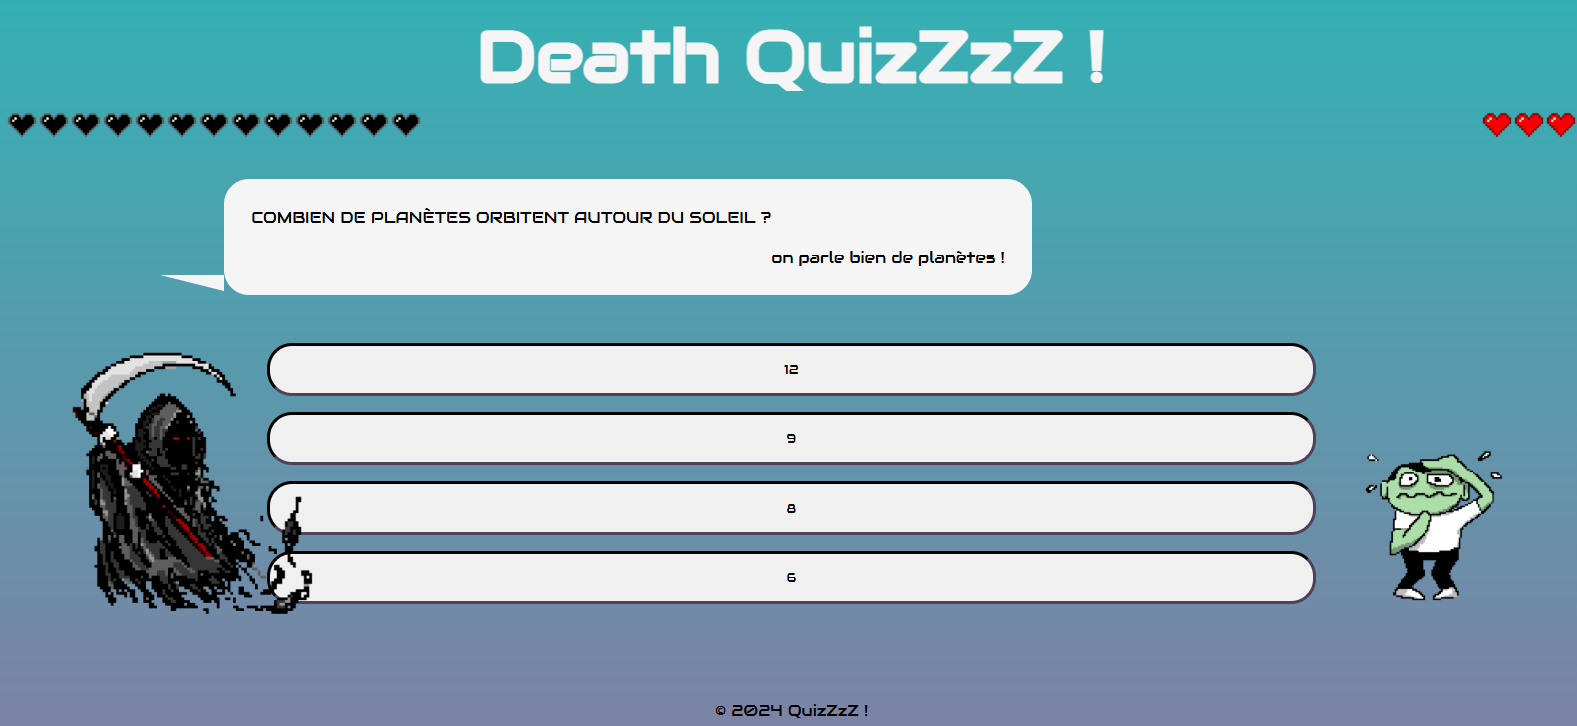 Death QuizZzZ !
COMBIEN DE PLANÈTES ORBITENT AUTOUR DU SOLEIL ?
on parle bien de planètes !
12
9
8
6
© 2024 QuizZzZ !